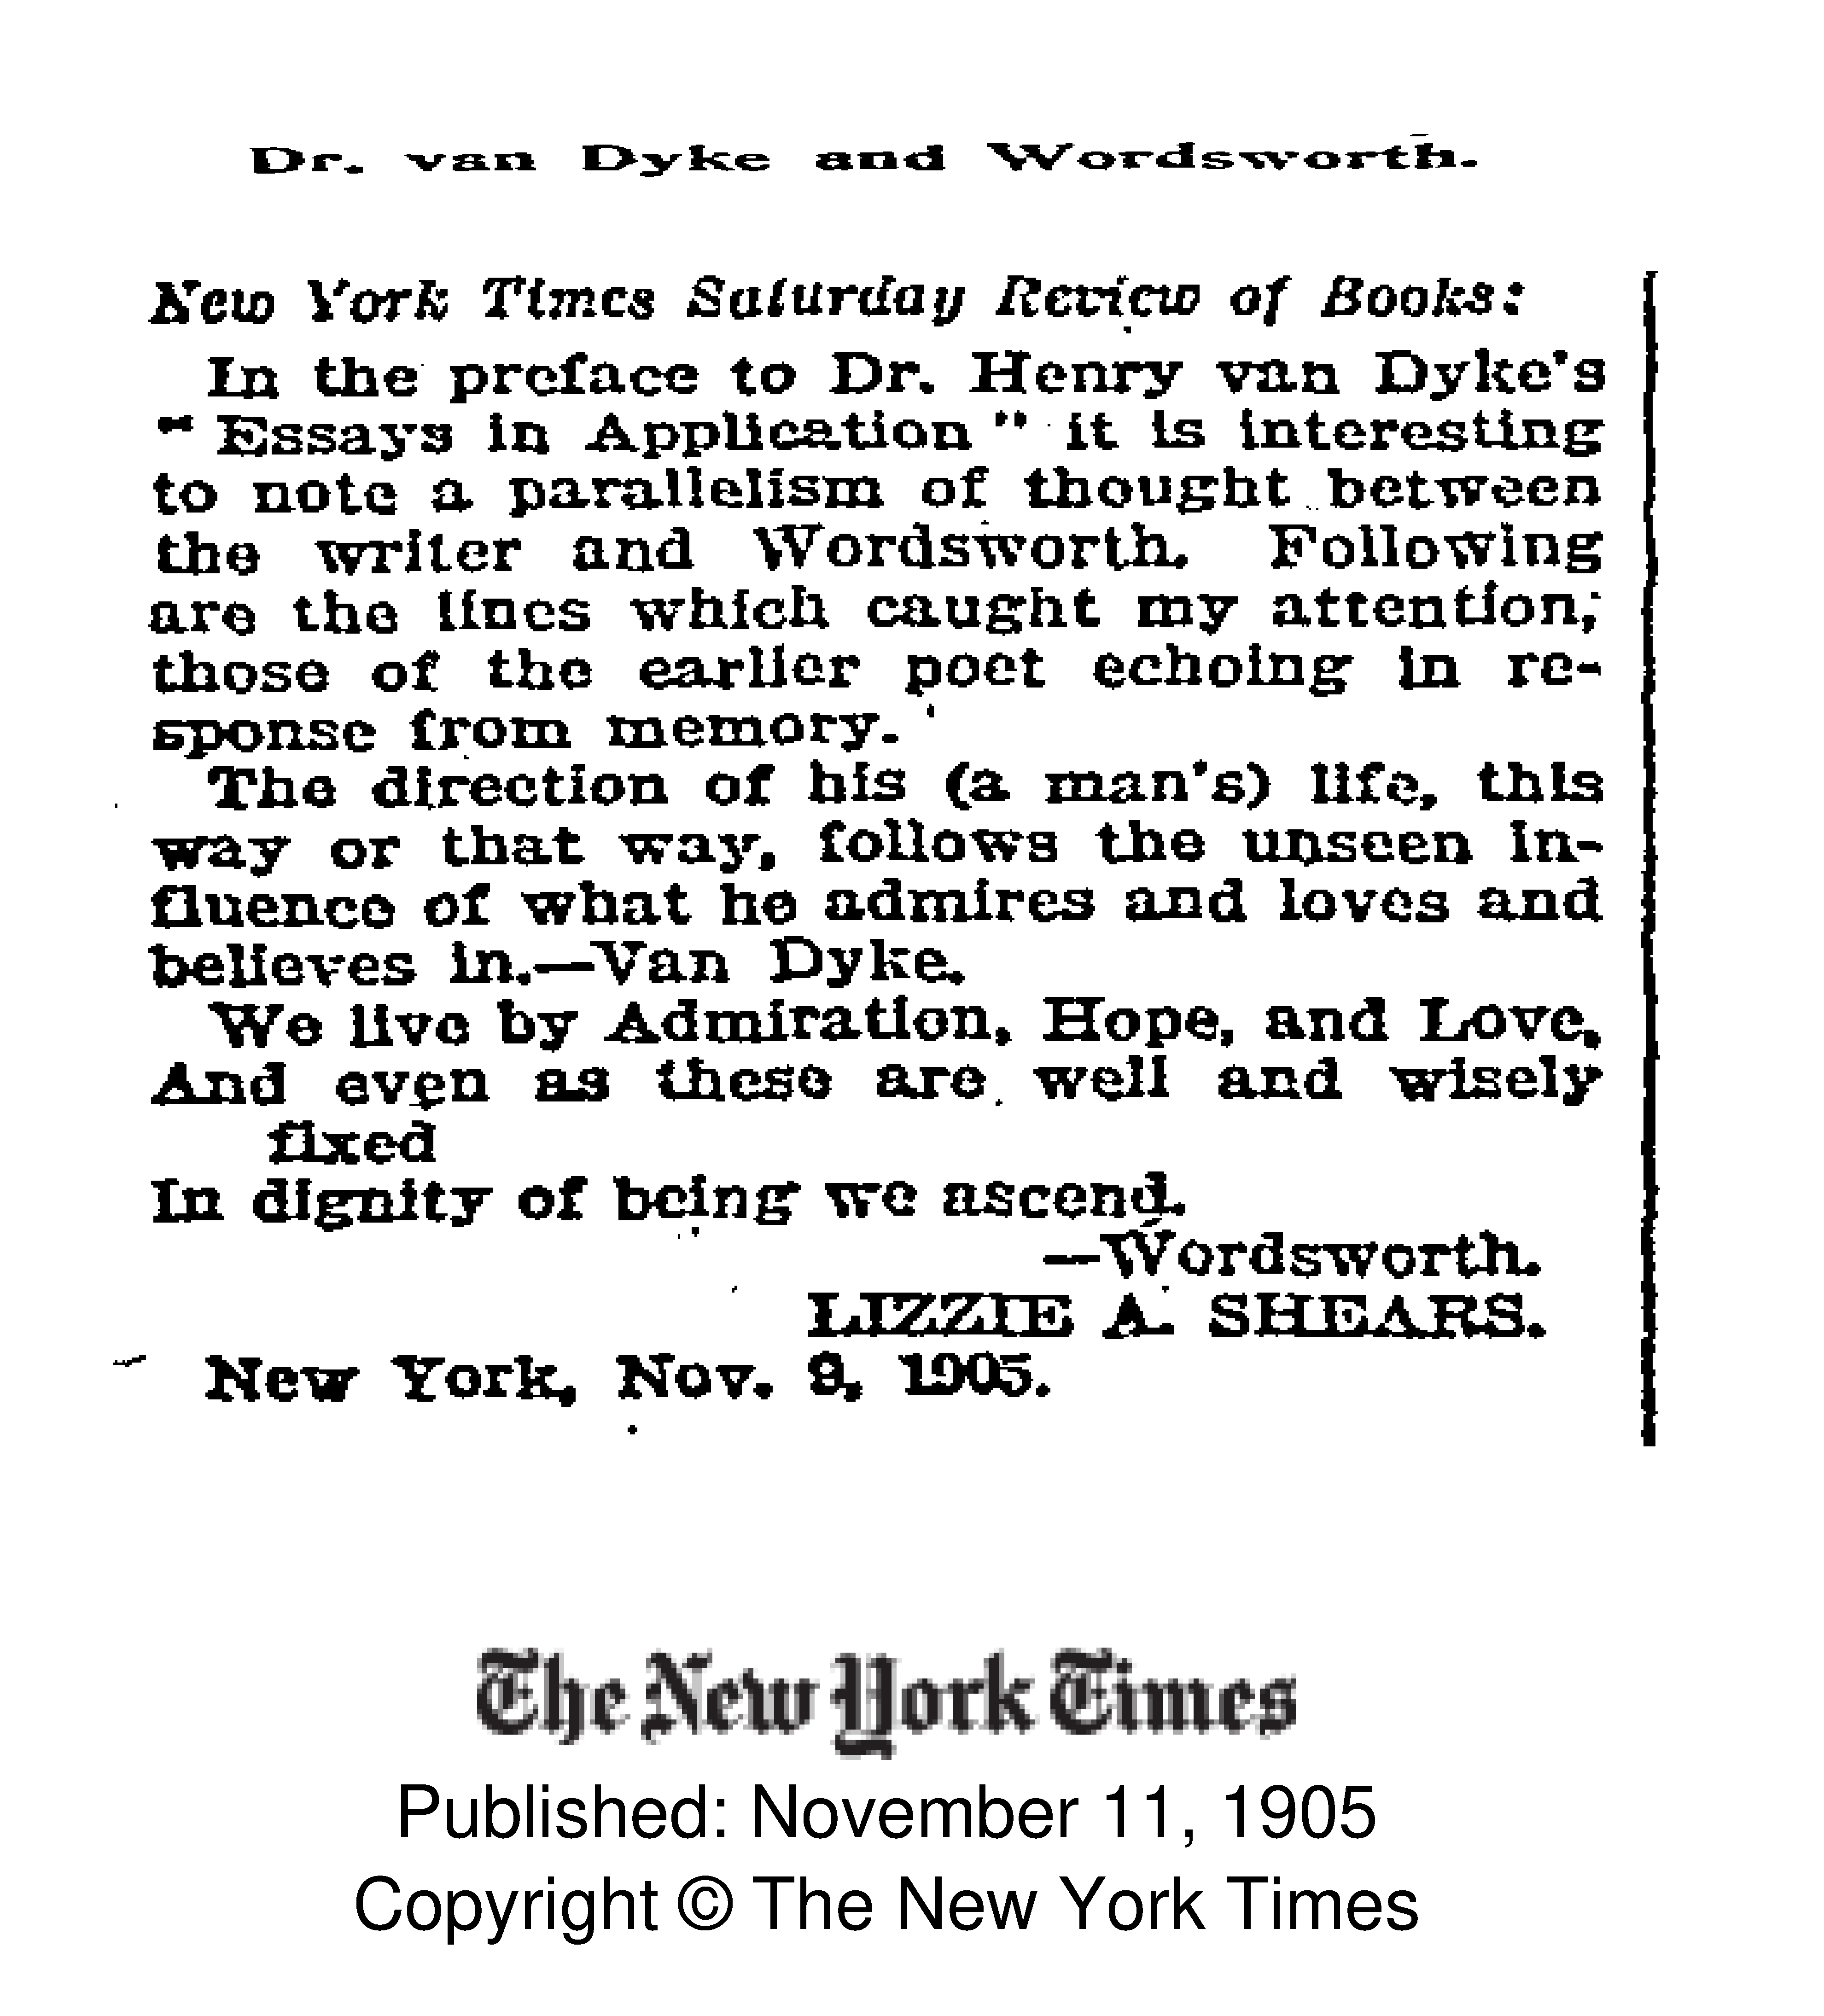 Dr. van Dyke and Wordsworth.
New York Times Saturday Review of Books:
In the preface to Dr. Henry van Dyke's
"Essays in Application" it is interesting
to note a parallelism of thought between
the writer and Wordsworth. Following
are the lines which caught my attention;
those of the earlier poet echoing in re-
sponse from memory.
The direction of his (a man's) life, this
way or that way, follows the unseen in-
fluence of what he admires and loves and
believes in.—Van Dyke.
We live by Admiration, Hope, and Love,
And even as these are well and wisely
fixed
In dignity of being we ascend.
—Wordsworth.
LIZZIE A. SHEARS.
New York, Nov. 9, 1905.
The New York Times
Published: November 11, 1905
Copyright © The New York Times